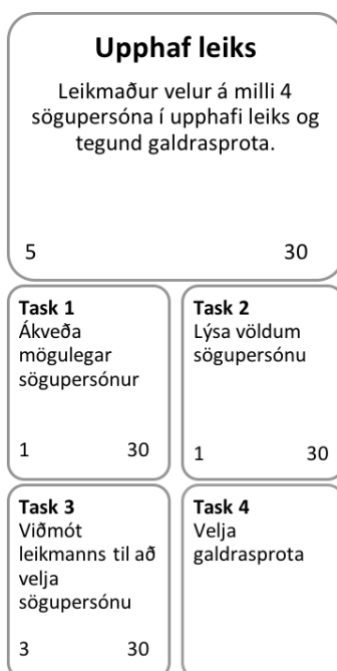 Upphaf leiks
Leikmaður velur á milli 4
sögupersóna í upphafi leiks og
tegund galdrasprota.
5 30
Task 1
Ákveða
mögulegar
sögupersónur
1 30
Task 2
Lýsa völdum
sögupersónu
1 30
Task 3
Viðmót
leikmanns til að
velja
sögupersónu
3 30
Task 4
Velja
galdrasprota